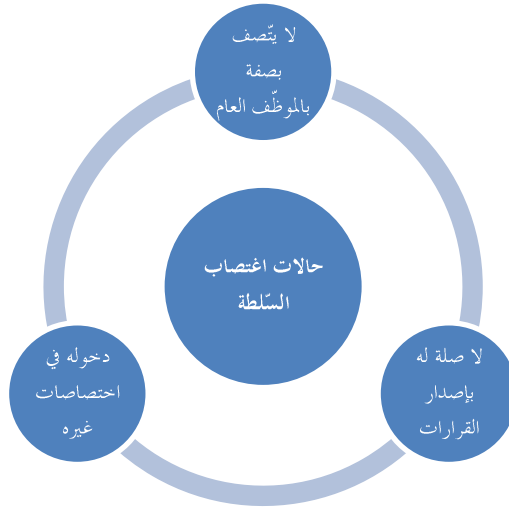 لا يتّصف
بصفة
بالموظّف العام
حالات اغتصاب
السّلطة
لا صلة له
بإصدار
القرارات
دخوله في
اختصاصات
غيره